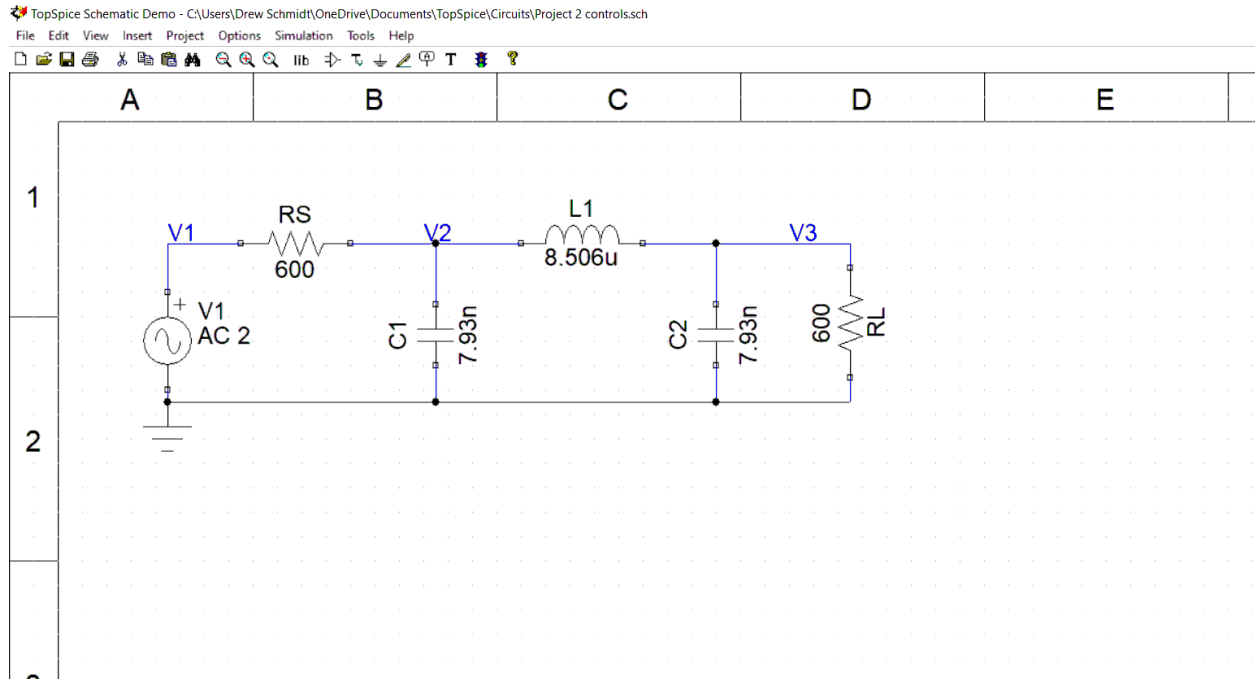 TopSpice Schematic Demo - C:\Users\Drew Schmidt\OneDrive\Documents\TopSpice\Circuits\Project 2 controls.sch
File Edit View Insert Project Options Simulation Tools Help
lib T ?
A B C D E
1
RS
L1
V1 V2 V3
600
8.506u
+
V1
AC 2
C1
7.93n
C2
7.93n
600
RL
2